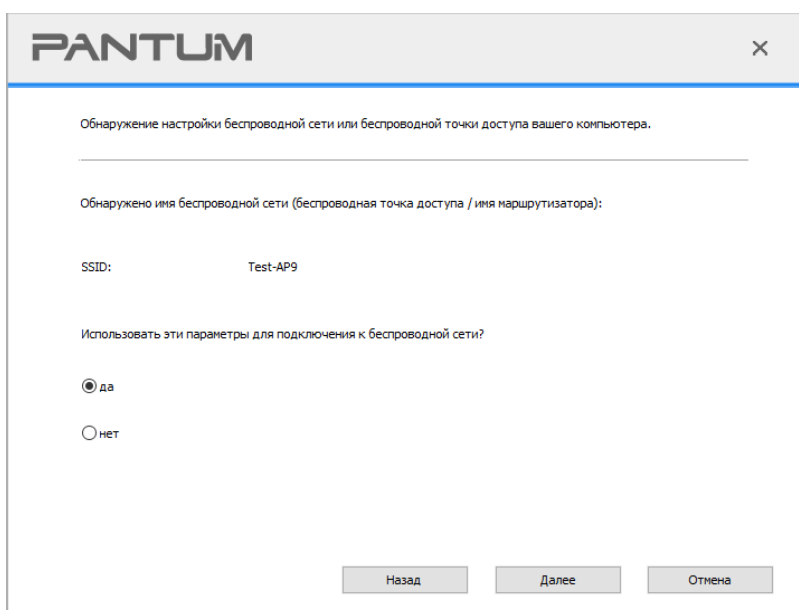 PANTUM
Обнаружение настройки беспроводной сети или беспроводной точки доступа вашего компьютера.
Обнаружено имя беспроводной сети (беспроводная точка доступа / имя маршрутизатора):
SSID: Test-AP9
Использовать эти параметры для подключения к беспроводной сети?
да
нет
Назад Далее Отмена